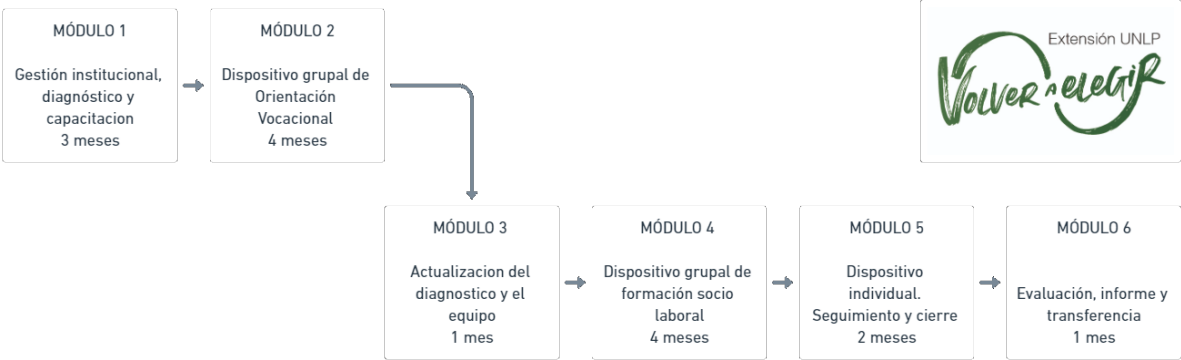 MÓDULO 1
Gestión institucional,
diagnóstico y
capacitacion
3 meses
MÓDULO 2
Dispositivo grupal de
Orientación
Vocacional
4 meses
Extensión UNLP
VOLVER A ELEGIR
MÓDULO 3
Actualizacion del
diagnostico y el
equipo
1 mes
MÓDULO 4
Dispositivo grupal de
formación socio
laboral
4 meses
MÓDULO 5
Dispositivo
individual.
Seguimiento y cierre
2 meses
MÓDULO 6
Evaluación, informe y
transferencia
1 mes